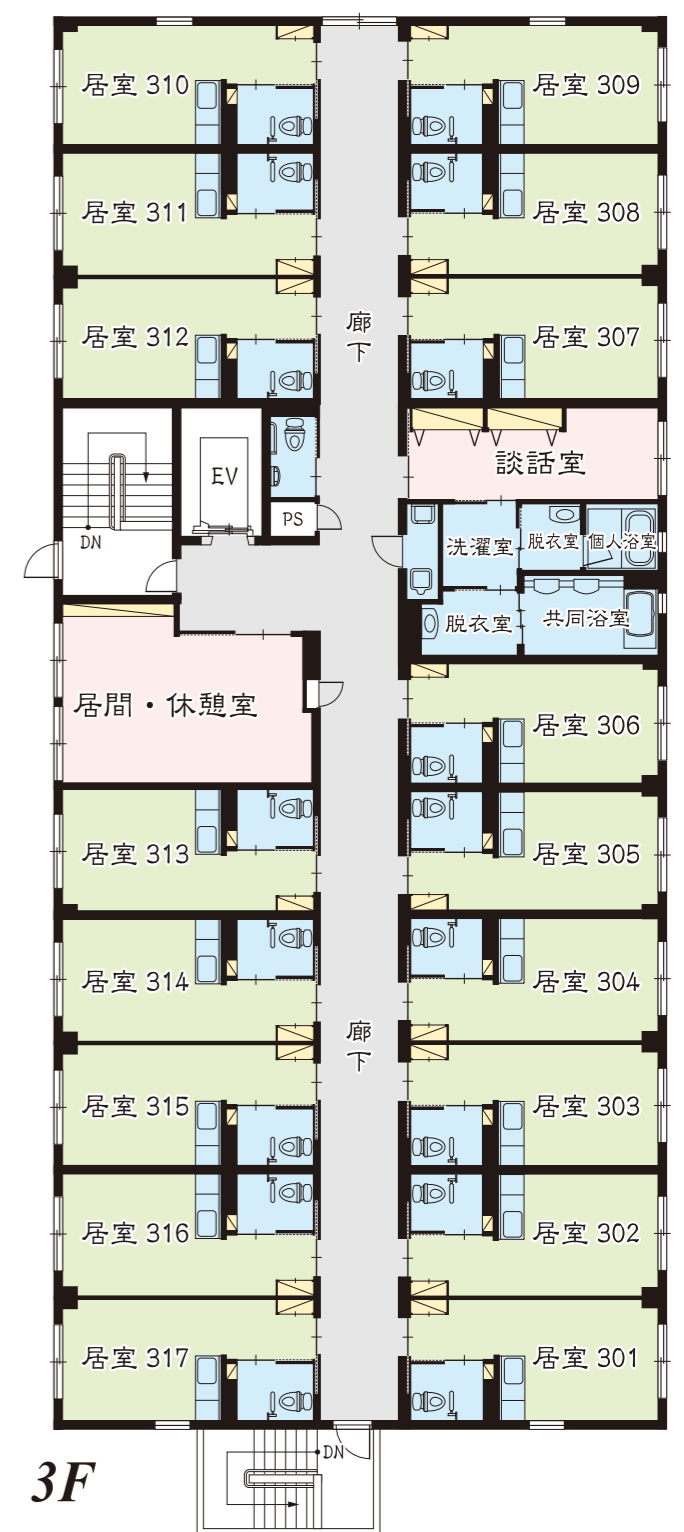 居室 310
居室 309
居室 311
居室 308
居室 312
廊下
居室 307
EV
談話室
PS
DN
洗濯室
脱衣室
個人浴室
脱衣室
共同浴室
居間・休憩室
居室 306
居室 313
居室 305
居室 314
居室 304
廊下
居室 315
居室 303
居室 316
居室 302
居室 317
居室 301
DN
3F